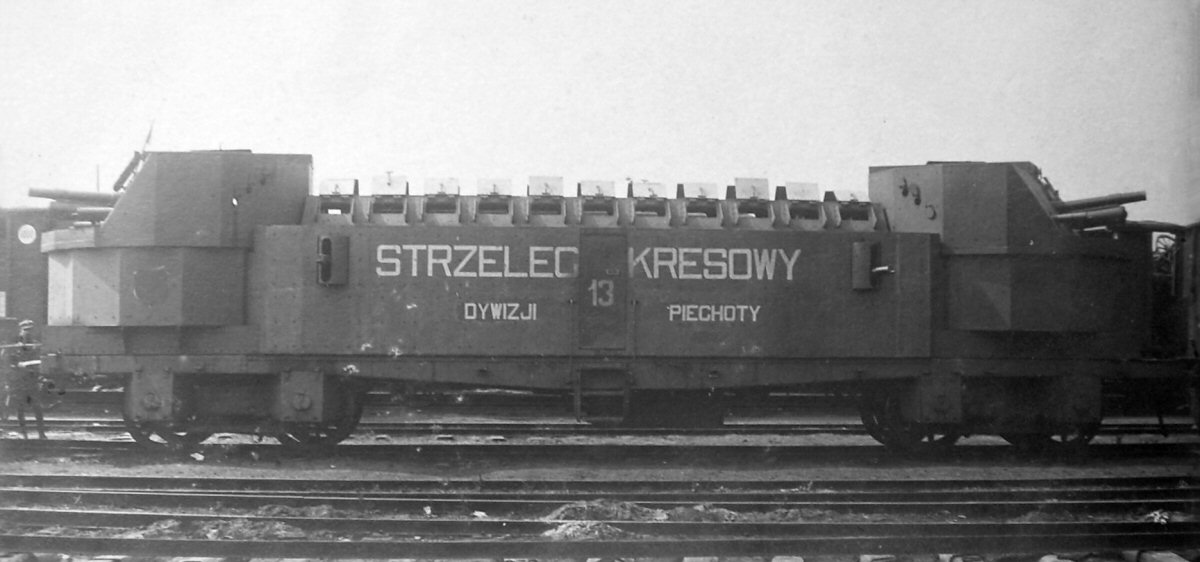 STRZELEC KRESOWY
13
DYWIZJI PIECHOTY